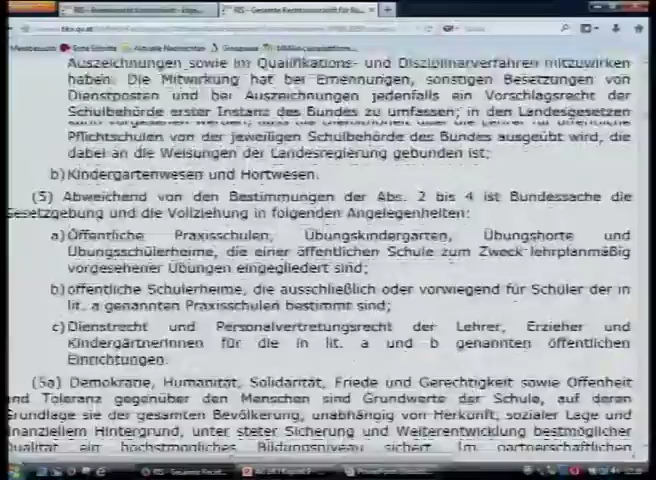 Auszeichnungen sowie im Qualifikations- und Disziplinarverfahren mitzuwirken
haben. Die Mitwirkung hat bei Ernennungen, sonstigen Besetzungen von
Dienstposten und bei Auszeichnungen jedenfalls ein Vorschlagsrecht der
Schulbehörde erster Instanz des Bundes zu umfassen; in den Landesgesetzen
Pflichtschulen von der jeweiligen Schulbehörde des Bundes ausgeübt wird, die
dabei an die Weisungen der Landesregierung gebunden ist;
b) Kindergartenwesen und Hortwesen.
(5) Abweichend von den Bestimmungen der Abs. 2 bis 4 ist Bundessache die
Gesetzgebung und die Vollziehung in folgenden Angelegenheiten:
a) Öffentliche Praxisschulen, Übungskindergärten, Übungshorte und
Übungsschülerheime, die einer öffentlichen Schule zum Zweck lehrplanmäßig
vorgesehener Übungen eingegliedert sind;
b) öffentliche Schülerheime, die ausschließlich oder vorwiegend für Schüler der in
lit. a genannten Praxisschulen bestimmt sind;
c) Dienstrecht und Personalvertretungsrecht der Lehrer, Erzieher und
Kindergärtnerinnen für die in lit. a und b genannten öffentlichen
Einrichtungen.
(5a) Demokratie, Humanität, Solidarität, Friede und Gerechtigkeit sowie Offenheit
und Toleranz gegenüber den Menschen sind Grundwerte der Schule, auf deren
Grundlage sie der gesamten Bevölkerung, unabhängig von Herkunft, sozialer Lage und
finanziellem Hintergrund, unter steter Sicherung und Weiterentwicklung bestmöglicher
Qualität ein höchstmögliches Bildungsniveau sichert. Im partnerschaftlichen